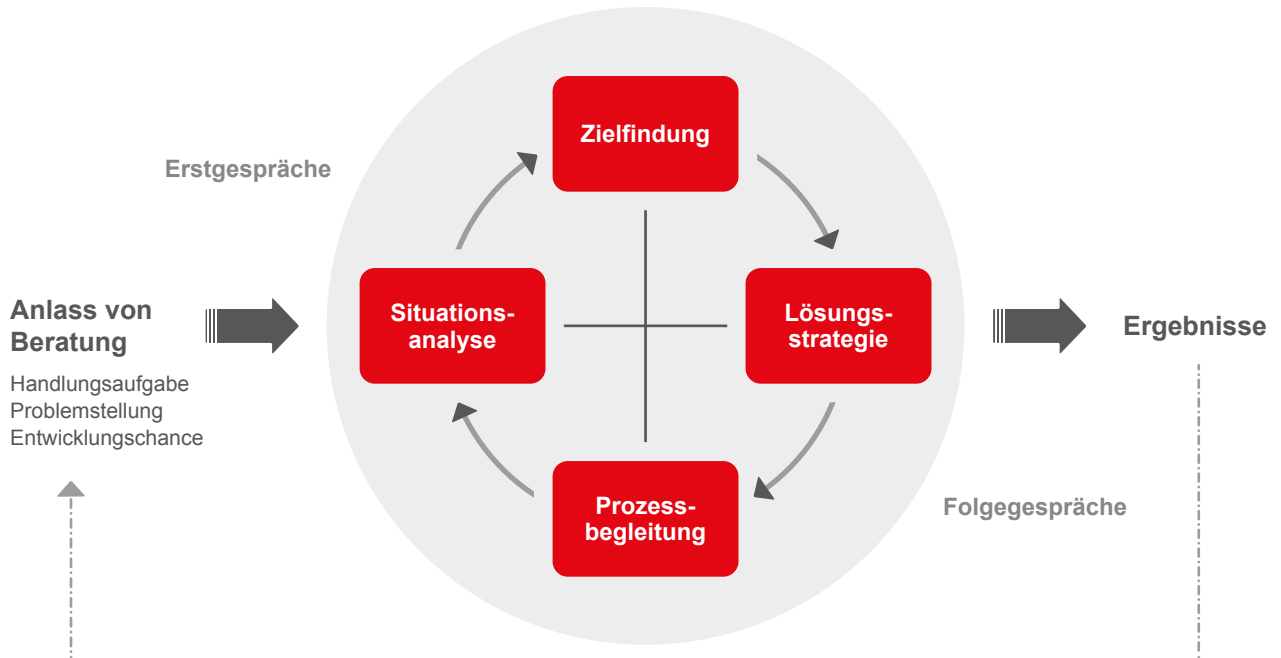 Zielfindung
Erstgespräche
Anlass von
Beratung
Handlungsaufgabe
Problemstellung
Entwicklungschance
Situations-
analyse
Lösungs-
strategie
Ergebnisse
Prozess-
begleitung
Folgegespräche